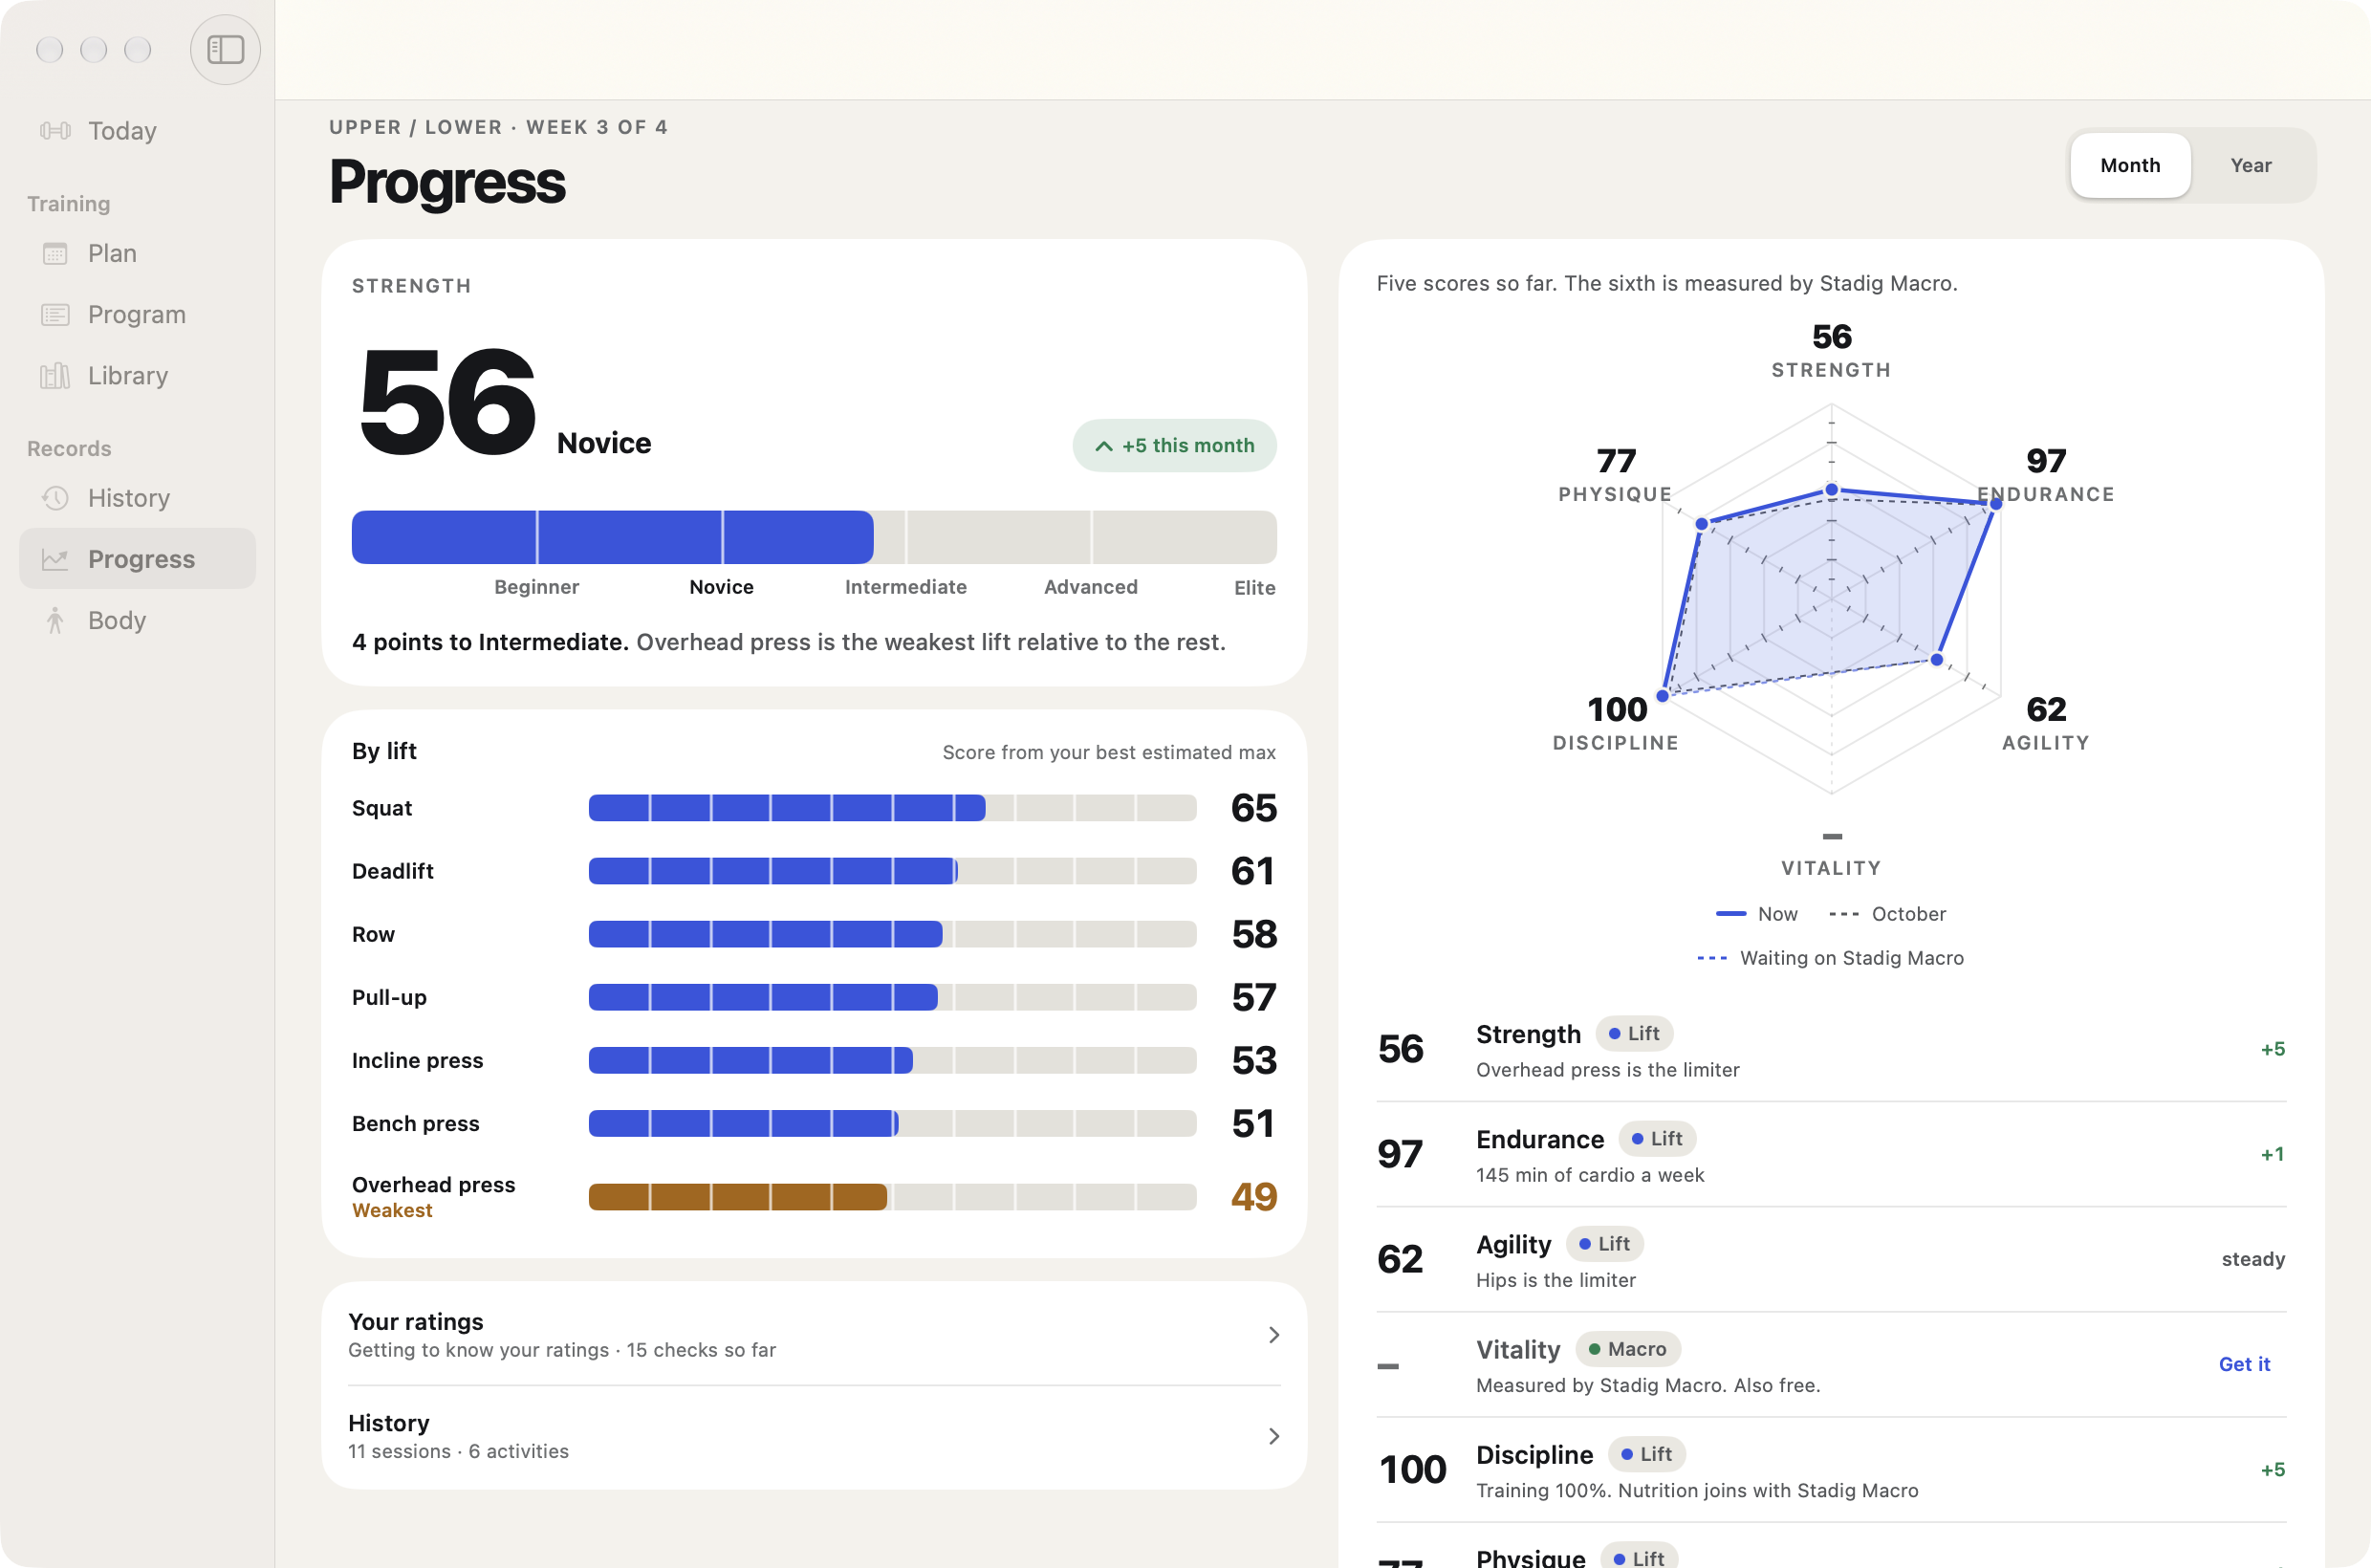 Today
Training
Plan
Program
Library
Records
History
Progress
Body
UPPER / LOWER · WEEK 3 OF 4
Progress
Month
Year
STRENGTH
56 Novice
+5 this month
Beginner
Novice
Intermediate
Advanced
Elite
4 points to Intermediate. Overhead press is the weakest lift relative to the rest.
By lift
Score from your best estimated max
Squat 65
Deadlift 61
Row 58
Pull-up 57
Incline press 53
Bench press 51
Overhead press 49
Weakest
Your ratings
Getting to know your ratings · 15 checks so far
History
11 sessions · 6 activities
Five scores so far. The sixth is measured by Stadig Macro.
56
STRENGTH
97
ENDURANCE
62
AGILITY
–
VITALITY
100
DISCIPLINE
77
PHYSIQUE
Now
October
Waiting on Stadig Macro
56 Strength Lift +5
Overhead press is the limiter
97 Endurance Lift +1
145 min of cardio a week
62 Agility Lift steady
Hips is the limiter
– Vitality Macro Get it
Measured by Stadig Macro. Also free.
100 Discipline Lift +5
Training 100%. Nutrition joins with Stadig Macro
77 Physique Lift